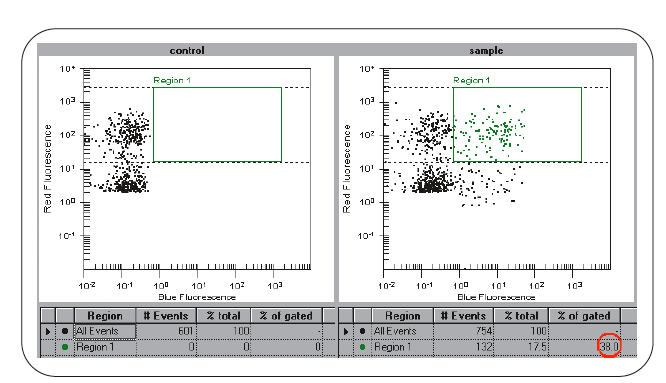 control
Region 1
10⁴
10³
10²
10¹
10⁰
10⁻¹
Red Fluorescence
10⁻² 10⁻¹ 10⁰ 10¹ 10² 10³
Blue Fluorescence
Region # Events % total % of gated
All Events 601 100 -
Region 1 0 0 0
sample
Region 1
10⁴
10³
10²
10¹
10⁰
10⁻¹
Red Fluorescence
10⁻² 10⁻¹ 10⁰ 10¹ 10² 10³
Blue Fluorescence
Region # Events % total % of gated
All Events 754 100 -
Region 1 132 17.5 38.0